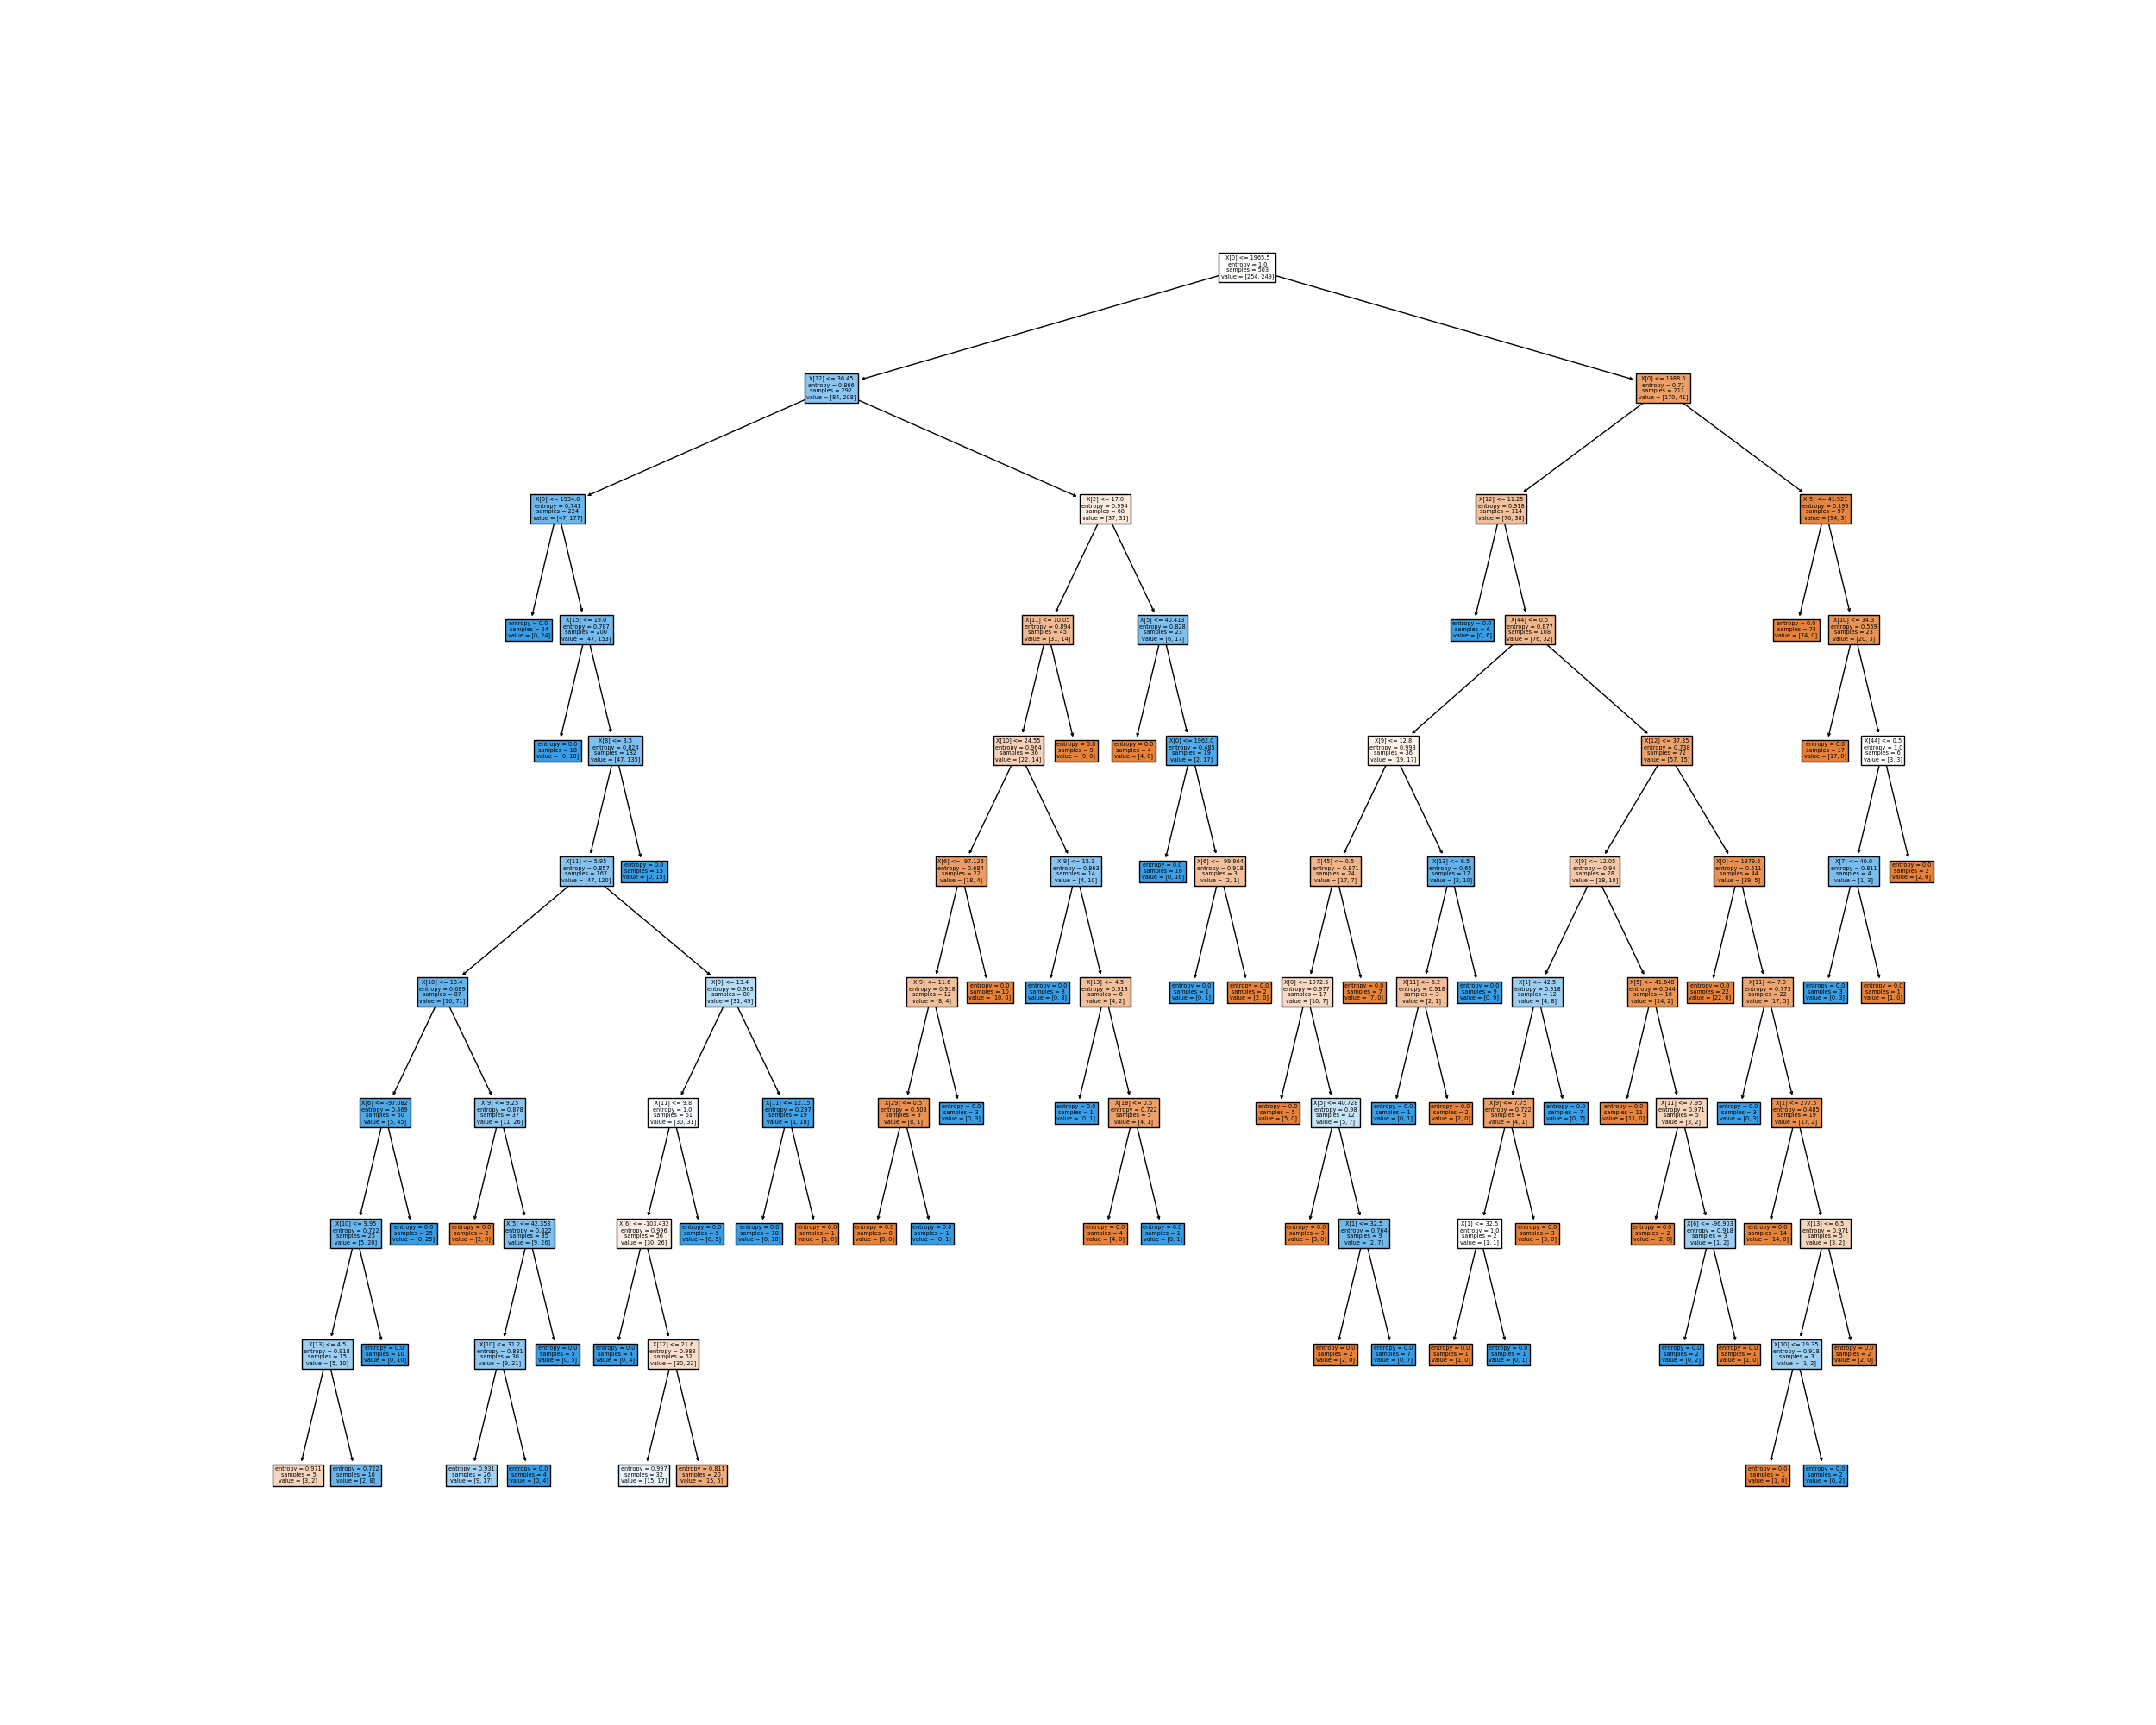 X[0] <= 1965.5
entropy = 1.0
samples = 503
value = [254, 249]
X[12] <= 36.45
entropy = 0.866
samples = 292
value = [84, 208]
X[0] <= 1988.5
entropy = 0.71
samples = 211
value = [170, 41]
X[0] <= 1934.0
entropy = 0.741
samples = 224
value = [47, 177]
X[2] <= 17.0
entropy = 0.994
samples = 68
value = [37, 31]
X[12] <= 11.25
entropy = 0.918
samples = 114
value = [76, 38]
X[5] <= 41.921
entropy = 0.199
samples = 97
value = [94, 3]
entropy = 0.0
samples = 24
value = [0, 24]
X[15] <= 19.0
entropy = 0.787
samples = 200
value = [47, 153]
X[11] <= 10.05
entropy = 0.894
samples = 45
value = [31, 14]
X[5] <= 40.413
entropy = 0.828
samples = 23
value = [6, 17]
entropy = 0.0
samples = 6
value = [0, 6]
X[44] <= 0.5
entropy = 0.877
samples = 108
value = [76, 32]
entropy = 0.0
samples = 74
value = [74, 0]
X[10] <= 34.3
entropy = 0.559
samples = 23
value = [20, 3]
entropy = 0.0
samples = 18
value = [0, 18]
X[8] <= 3.5
entropy = 0.824
samples = 182
value = [47, 135]
X[10] <= 24.55
entropy = 0.964
samples = 36
value = [22, 14]
entropy = 0.0
samples = 9
value = [9, 0]
entropy = 0.0
samples = 4
value = [4, 0]
X[0] <= 1962.0
entropy = 0.485
samples = 19
value = [2, 17]
X[9] <= 12.8
entropy = 0.998
samples = 36
value = [19, 17]
X[12] <= 37.35
entropy = 0.738
samples = 72
value = [57, 15]
entropy = 0.0
samples = 17
value = [17, 0]
X[44] <= 0.5
entropy = 1.0
samples = 6
value = [3, 3]
X[11] <= 5.95
entropy = 0.857
samples = 167
value = [47, 120]
entropy = 0.0
samples = 15
value = [0, 15]
X[6] <= -97.126
entropy = 0.684
samples = 22
value = [18, 4]
X[9] <= 15.1
entropy = 0.863
samples = 14
value = [4, 10]
entropy = 0.0
samples = 16
value = [0, 16]
X[6] <= -99.964
entropy = 0.918
samples = 3
value = [2, 1]
X[45] <= 0.5
entropy = 0.871
samples = 24
value = [17, 7]
X[13] <= 6.5
entropy = 0.65
samples = 12
value = [2, 10]
X[9] <= 12.05
entropy = 0.94
samples = 28
value = [18, 10]
X[0] <= 1979.5
entropy = 0.511
samples = 44
value = [39, 5]
X[7] <= 40.0
entropy = 0.811
samples = 4
value = [1, 3]
entropy = 0.0
samples = 2
value = [2, 0]
X[10] <= 13.4
entropy = 0.689
samples = 87
value = [16, 71]
X[9] <= 13.4
entropy = 0.963
samples = 80
value = [31, 49]
X[9] <= 11.6
entropy = 0.918
samples = 12
value = [8, 4]
entropy = 0.0
samples = 10
value = [10, 0]
entropy = 0.0
samples = 8
value = [0, 8]
X[13] <= 4.5
entropy = 0.918
samples = 6
value = [4, 2]
entropy = 0.0
samples = 1
value = [0, 1]
entropy = 0.0
samples = 2
value = [2, 0]
X[0] <= 1972.5
entropy = 0.977
samples = 17
value = [10, 7]
entropy = 0.0
samples = 7
value = [7, 0]
X[11] <= 6.2
entropy = 0.918
samples = 3
value = [2, 1]
entropy = 0.0
samples = 9
value = [0, 9]
X[1] <= 42.5
entropy = 0.918
samples = 12
value = [4, 8]
X[5] <= 41.648
entropy = 0.544
samples = 16
value = [14, 2]
entropy = 0.0
samples = 22
value = [22, 0]
X[11] <= 7.9
entropy = 0.773
samples = 22
value = [17, 5]
entropy = 0.0
samples = 3
value = [0, 3]
entropy = 0.0
samples = 1
value = [1, 0]
X[6] <= -97.082
entropy = 0.469
samples = 50
value = [5, 45]
X[9] <= 9.25
entropy = 0.878
samples = 37
value = [11, 26]
X[11] <= 9.8
entropy = 1.0
samples = 61
value = [30, 31]
X[11] <= 12.15
entropy = 0.297
samples = 19
value = [1, 18]
X[29] <= 0.5
entropy = 0.503
samples = 9
value = [8, 1]
entropy = 0.0
samples = 3
value = [0, 3]
entropy = 0.0
samples = 1
value = [0, 1]
X[18] <= 0.5
entropy = 0.722
samples = 5
value = [4, 1]
entropy = 0.0
samples = 5
value = [5, 0]
X[5] <= 40.728
entropy = 0.98
samples = 12
value = [5, 7]
entropy = 0.0
samples = 1
value = [0, 1]
entropy = 0.0
samples = 2
value = [2, 0]
X[9] <= 7.75
entropy = 0.722
samples = 5
value = [4, 1]
entropy = 0.0
samples = 7
value = [0, 7]
entropy = 0.0
samples = 11
value = [11, 0]
X[11] <= 7.95
entropy = 0.971
samples = 5
value = [3, 2]
entropy = 0.0
samples = 3
value = [0, 3]
X[1] <= 277.5
entropy = 0.485
samples = 19
value = [17, 2]
X[10] <= 9.95
entropy = 0.722
samples = 25
value = [5, 20]
entropy = 0.0
samples = 25
value = [0, 25]
entropy = 0.0
samples = 2
value = [2, 0]
X[5] <= 42.353
entropy = 0.822
samples = 35
value = [9, 26]
X[6] <= -103.432
entropy = 0.996
samples = 56
value = [30, 26]
entropy = 0.0
samples = 5
value = [0, 5]
entropy = 0.0
samples = 18
value = [0, 18]
entropy = 0.0
samples = 1
value = [1, 0]
entropy = 0.0
samples = 8
value = [8, 0]
entropy = 0.0
samples = 1
value = [0, 1]
entropy = 0.0
samples = 4
value = [4, 0]
entropy = 0.0
samples = 1
value = [0, 1]
entropy = 0.0
samples = 3
value = [3, 0]
X[1] <= 32.5
entropy = 0.764
samples = 9
value = [2, 7]
X[1] <= 32.5
entropy = 1.0
samples = 2
value = [1, 1]
entropy = 0.0
samples = 3
value = [3, 0]
entropy = 0.0
samples = 2
value = [2, 0]
X[6] <= -96.903
entropy = 0.918
samples = 3
value = [1, 2]
entropy = 0.0
samples = 14
value = [14, 0]
X[13] <= 6.5
entropy = 0.971
samples = 5
value = [3, 2]
X[13] <= 4.5
entropy = 0.918
samples = 15
value = [5, 10]
entropy = 0.0
samples = 10
value = [0, 10]
X[10] <= 31.2
entropy = 0.881
samples = 30
value = [9, 21]
entropy = 0.0
samples = 5
value = [0, 5]
entropy = 0.0
samples = 4
value = [0, 4]
X[12] <= 21.6
entropy = 0.983
samples = 52
value = [30, 22]
entropy = 0.0
samples = 2
value = [2, 0]
entropy = 0.0
samples = 7
value = [0, 7]
entropy = 0.0
samples = 1
value = [1, 0]
entropy = 0.0
samples = 1
value = [0, 1]
entropy = 0.0
samples = 2
value = [0, 2]
entropy = 0.0
samples = 1
value = [1, 0]
X[10] <= 19.35
entropy = 0.918
samples = 3
value = [1, 2]
entropy = 0.0
samples = 2
value = [2, 0]
entropy = 0.971
samples = 5
value = [3, 2]
entropy = 0.722
samples = 10
value = [2, 8]
entropy = 0.931
samples = 26
value = [9, 17]
entropy = 0.0
samples = 4
value = [0, 4]
entropy = 0.997
samples = 32
value = [15, 17]
entropy = 0.811
samples = 20
value = [15, 5]
entropy = 0.0
samples = 1
value = [1, 0]
entropy = 0.0
samples = 2
value = [0, 2]